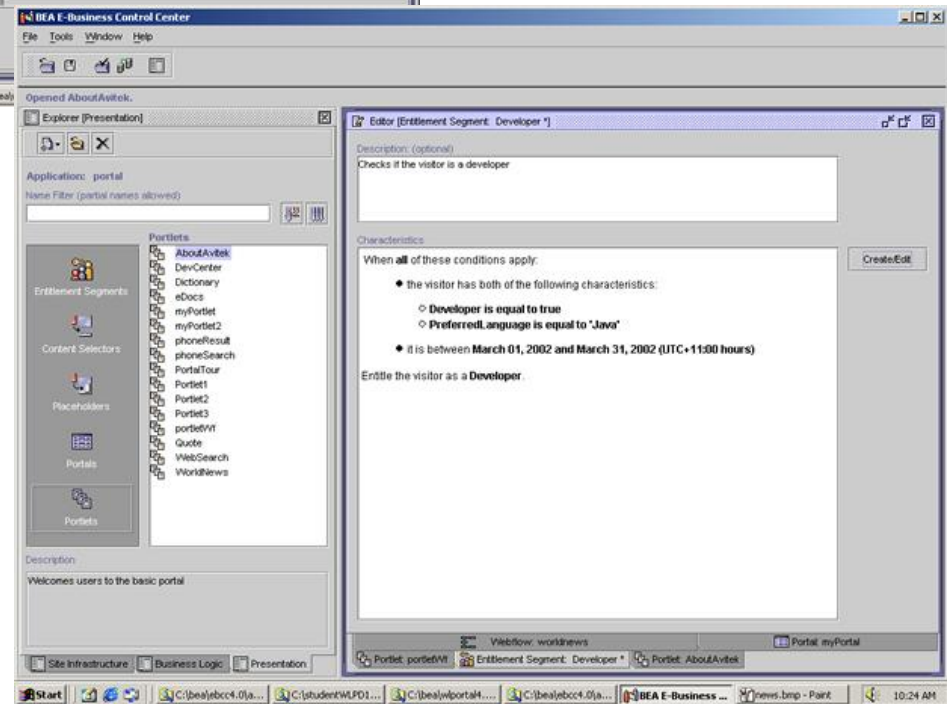 BEA E-Business Control Center
File Tools Window Help
Opened AboutAvitek.
Explorer [Presentation]
Application: portal
Name Filter (partial names allowed)
Portlets
Entitlement Segments
Content Selectors
Placeholders
Portals
Portlets
AboutAvitek
DevCenter
Dictionary
eDocs
myPortlet
myPortlet2
phoneResult
phoneSearch
PortalTour
Portlet1
Portlet2
Portlet3
portletWf
Quote
WebSearch
WorldNews
Description
Welcomes users to the basic portal
Site Infrastructure Business Logic Presentation
Editor [Entitlement Segment: Developer *]
Description: (optional)
Checks if the visitor is a developer
Characteristics
Create/Edit
When all of these conditions apply:
the visitor has both of the following characteristics:
Developer is equal to true
PreferredLanguage is equal to 'Java'
it is between March 01, 2002 and March 31, 2002 (UTC+11:00 hours)
Entitle the visitor as a Developer.
Webflow: worldnews Portal: myPortal
Portlet: portletWf Entitlement Segment: Developer * Portlet: AboutAvitek
Start C:\bea\ebcc4.0\a... C:\studentWLPD1... C:\bea\wlportal4.... C:\bea\ebcc4.0\a... BEA E-Business ... news.bmp - Paint 10:24 AM